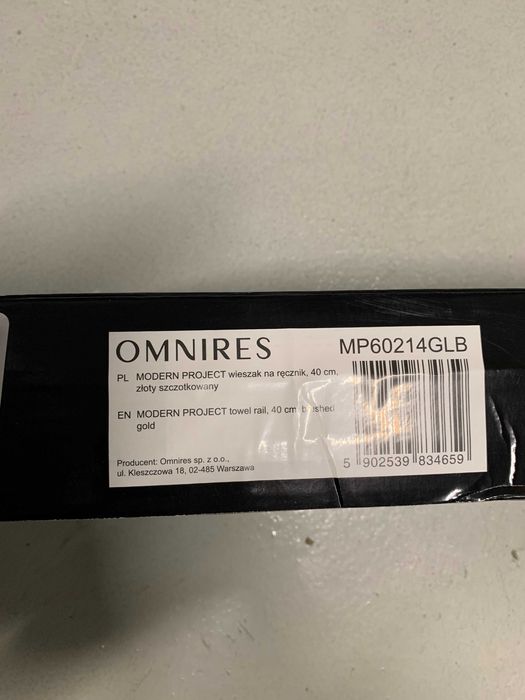 OMNIRES MP60214GLB
PL MODERN PROJECT wieszak na ręcznik, 40 cm,
złoty szczotkowany
EN MODERN PROJECT towel rail, 40 cm, brushed
gold
Producent: Omnires sp. z o.o.,
ul. Kleszczowa 18, 02-485 Warszawa
5 902539 834659